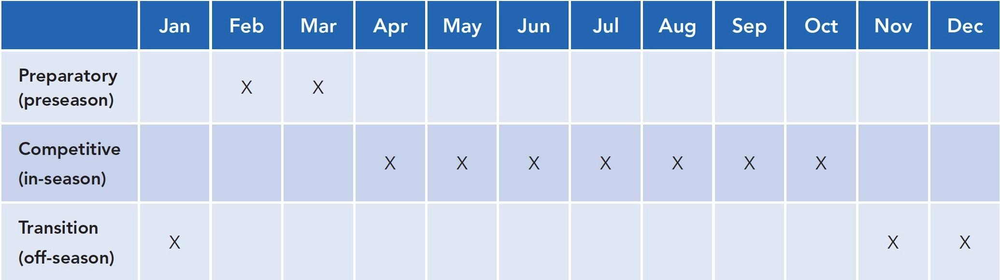 Jan Feb Mar Apr May Jun Jul Aug Sep Oct Nov Dec
Preparatory
(preseason)
X X
Competitive
(in-season)
X X X X X X X
Transition
(off-season)
X X X